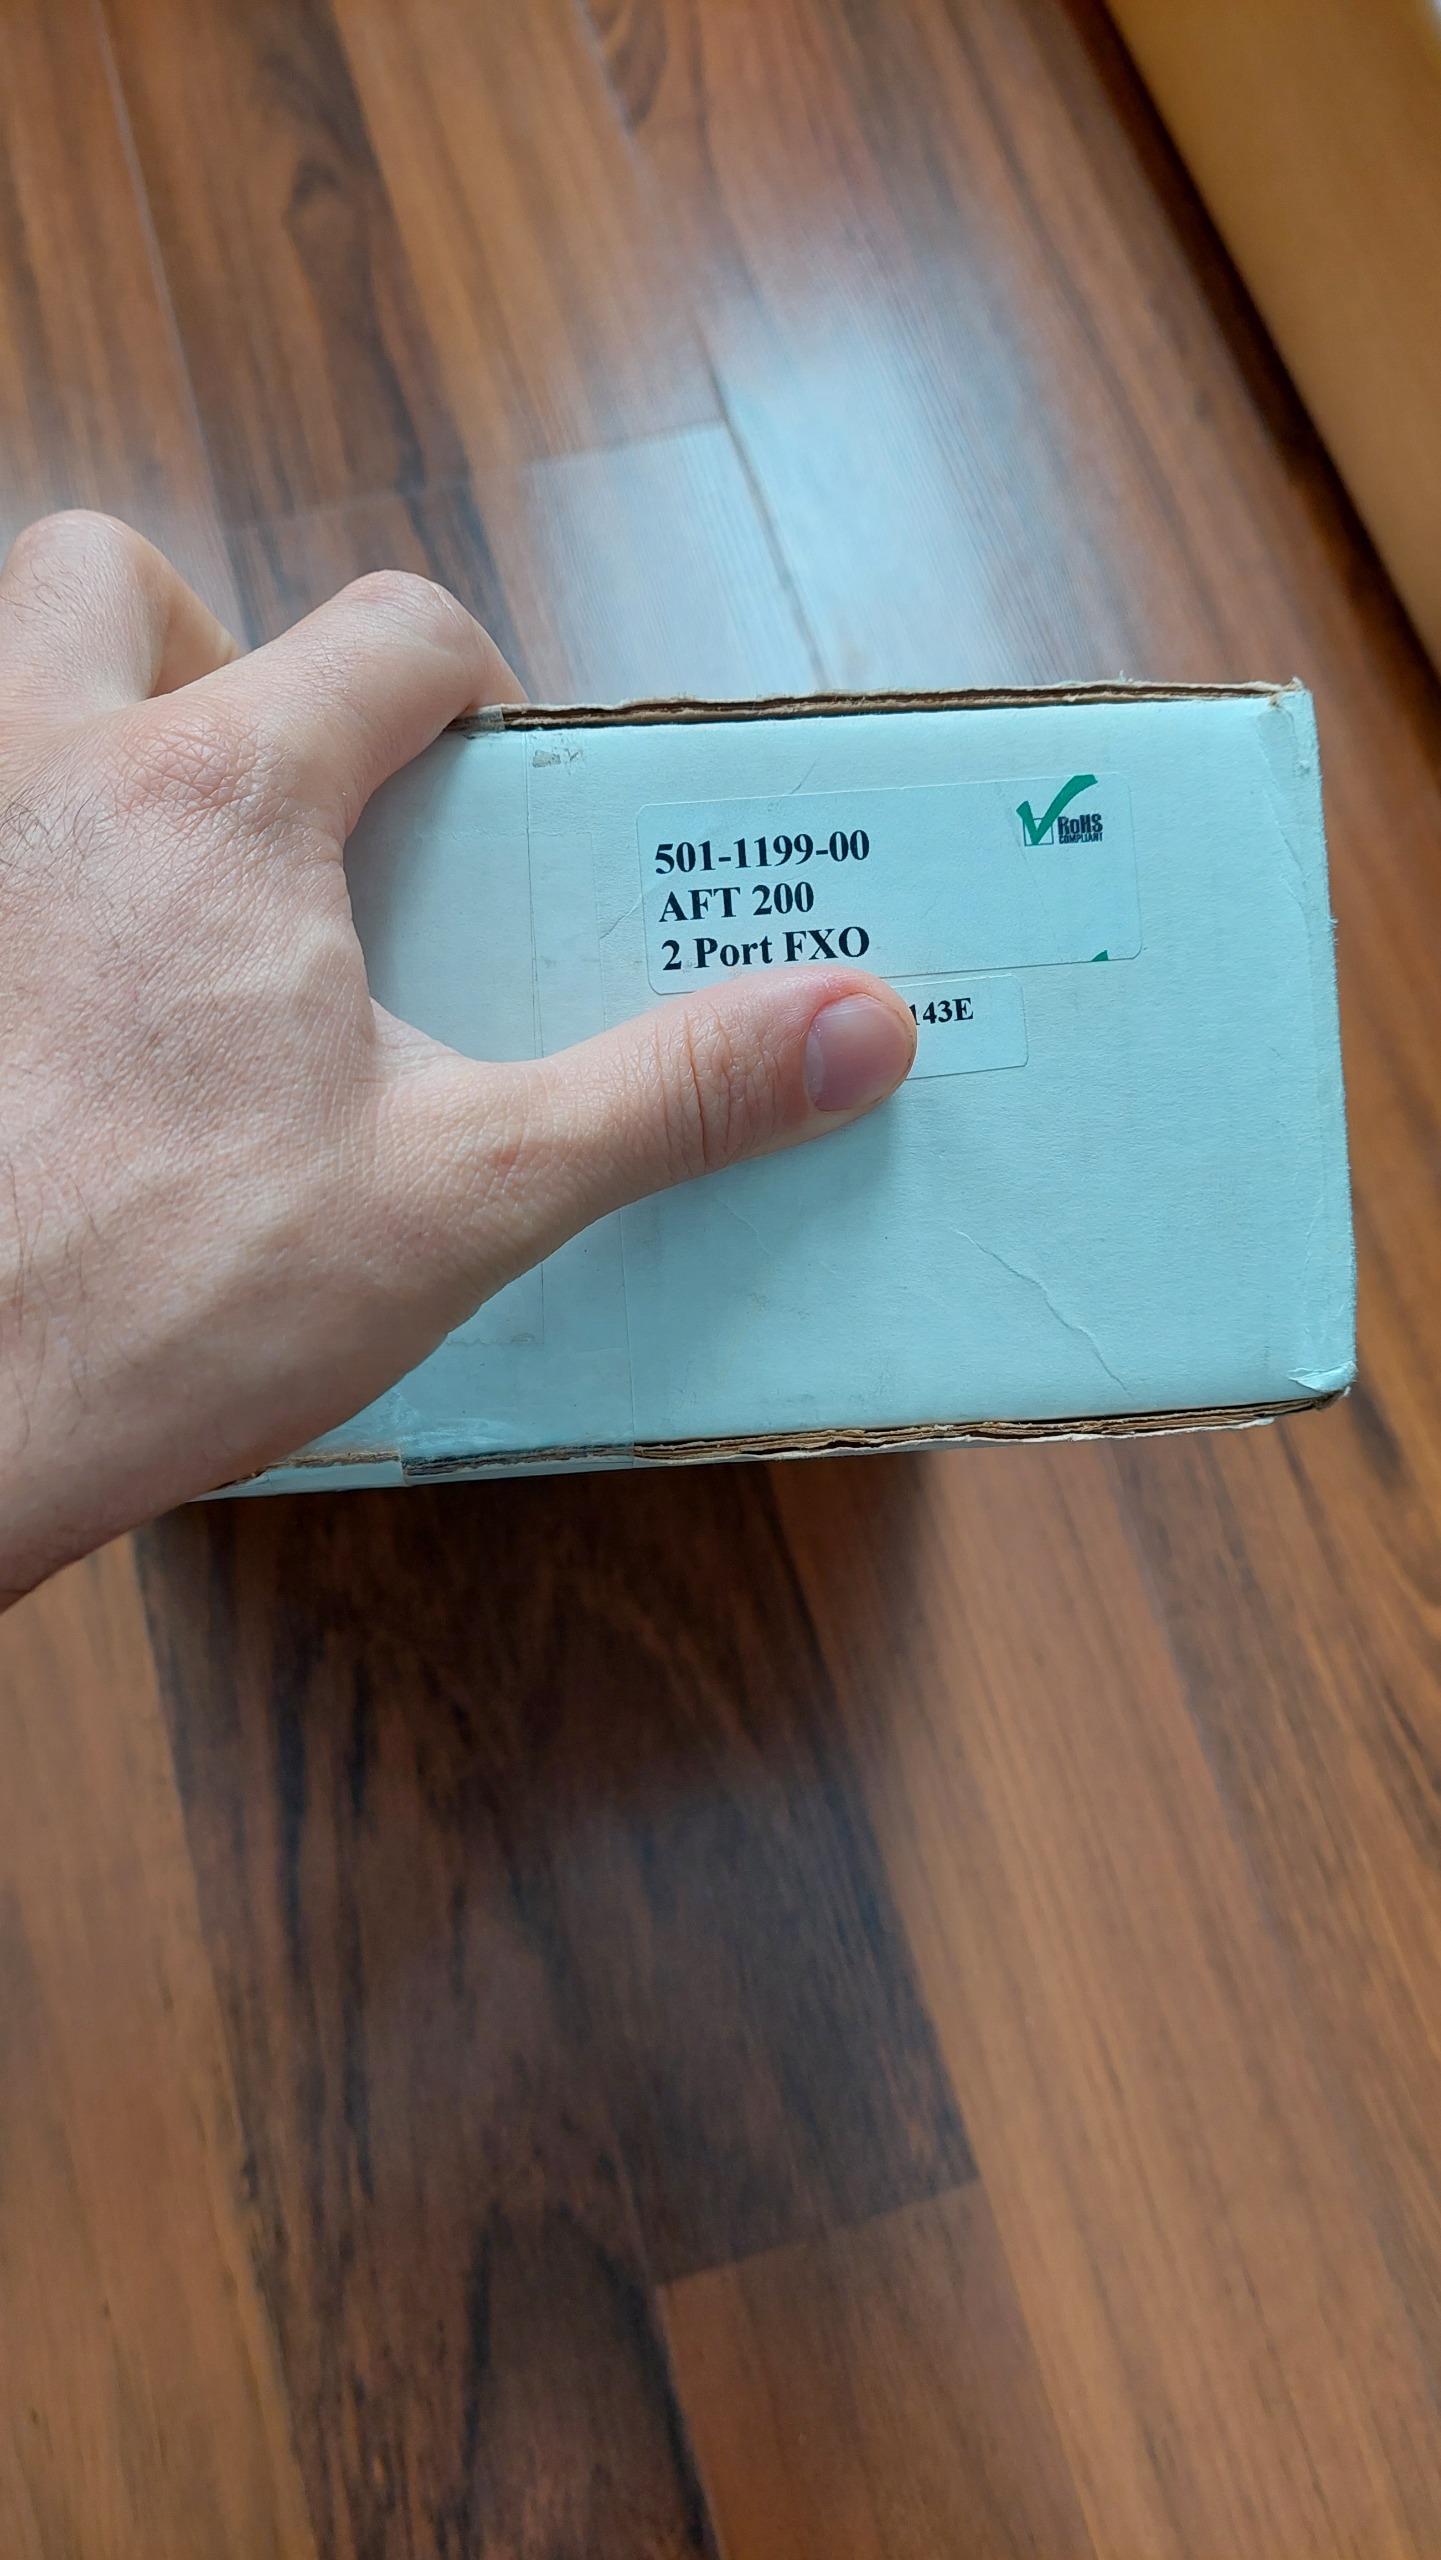 501-1199-00
AFT 200
2 Port FXO
RoHS
COMPLIANT
143E